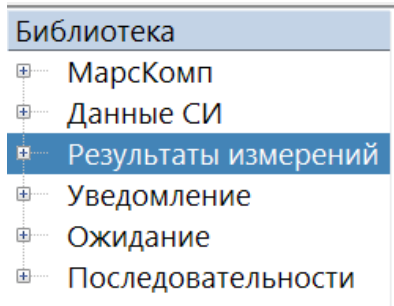 Библиотека
МарсКомп
Данные СИ
Результаты измерений
Уведомление
Ожидание
Последовательности